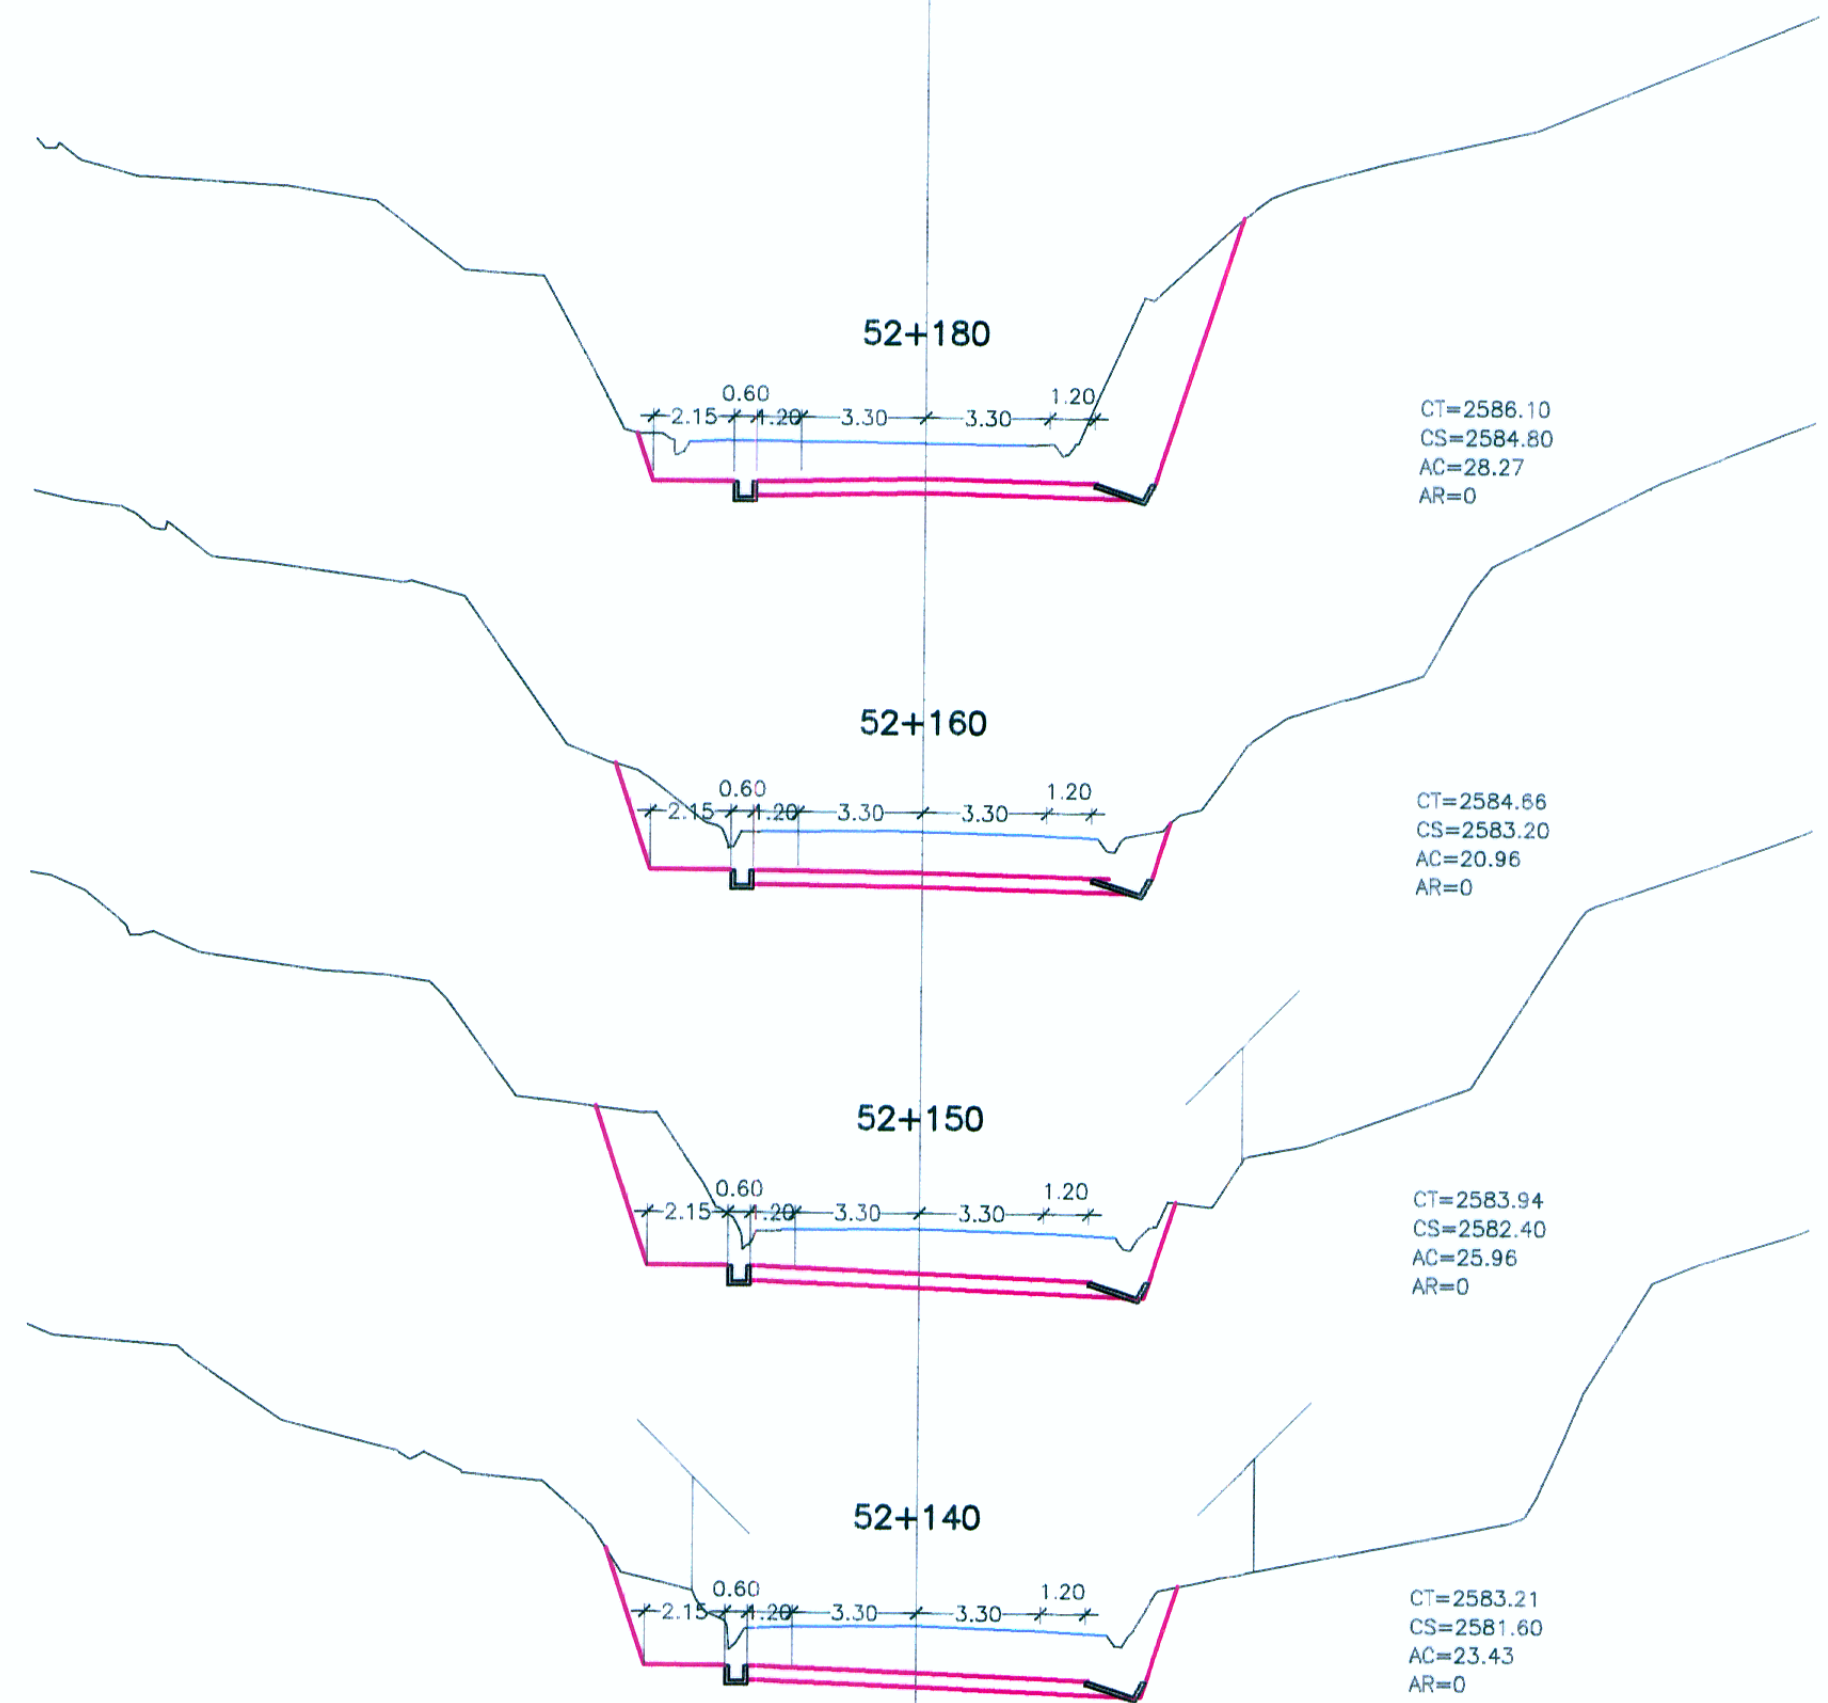 52+180
0.60
1.20
2.15
1.20
3.30
3.30
CT=2586.10
CS=2584.80
AC=28.27
AR=0
52+160
0.60
1.20
2.15
1.20
3.30
3.30
CT=2584.66
CS=2583.20
AC=20.96
AR=0
52+150
0.60
1.20
2.15
1.20
3.30
3.30
CT=2583.94
CS=2582.40
AC=25.96
AR=0
52+140
0.60
1.20
2.15
1.20
3.30
3.30
CT=2583.21
CS=2581.60
AC=23.43
AR=0